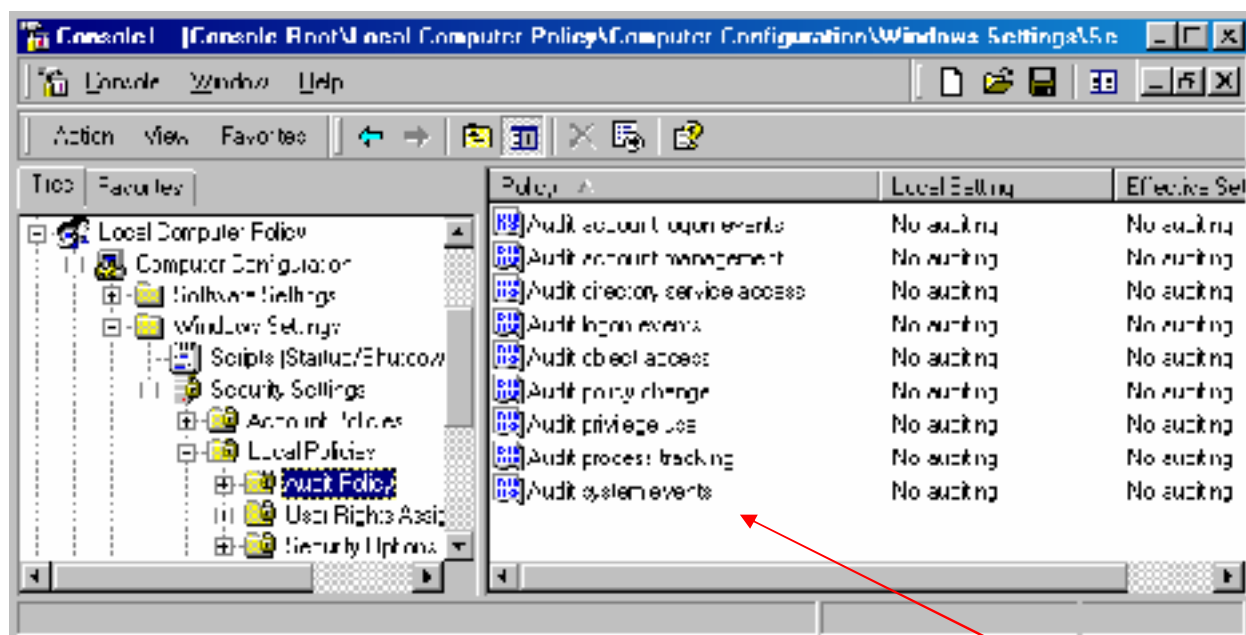 Console1 - [Console Root\Local Computer Policy\Computer Configuration\Windows Settings\Se
Console Window Help
Action View Favorites
Tree Favorites
Policy Local Setting Effective Set
Local Computer Policy
Computer Configuration
Software Settings
Windows Settings
Scripts (Startup/Shutdow
Security Settings
Account Policies
Local Policies
Audit Policy
User Rights Assig
Security Options
Audit account logon events No auditing No auditing
Audit account management No auditing No auditing
Audit directory service access No auditing No auditing
Audit logon events No auditing No auditing
Audit object access No auditing No auditing
Audit policy change No auditing No auditing
Audit privilege use No auditing No auditing
Audit process tracking No auditing No auditing
Audit system events No auditing No auditing